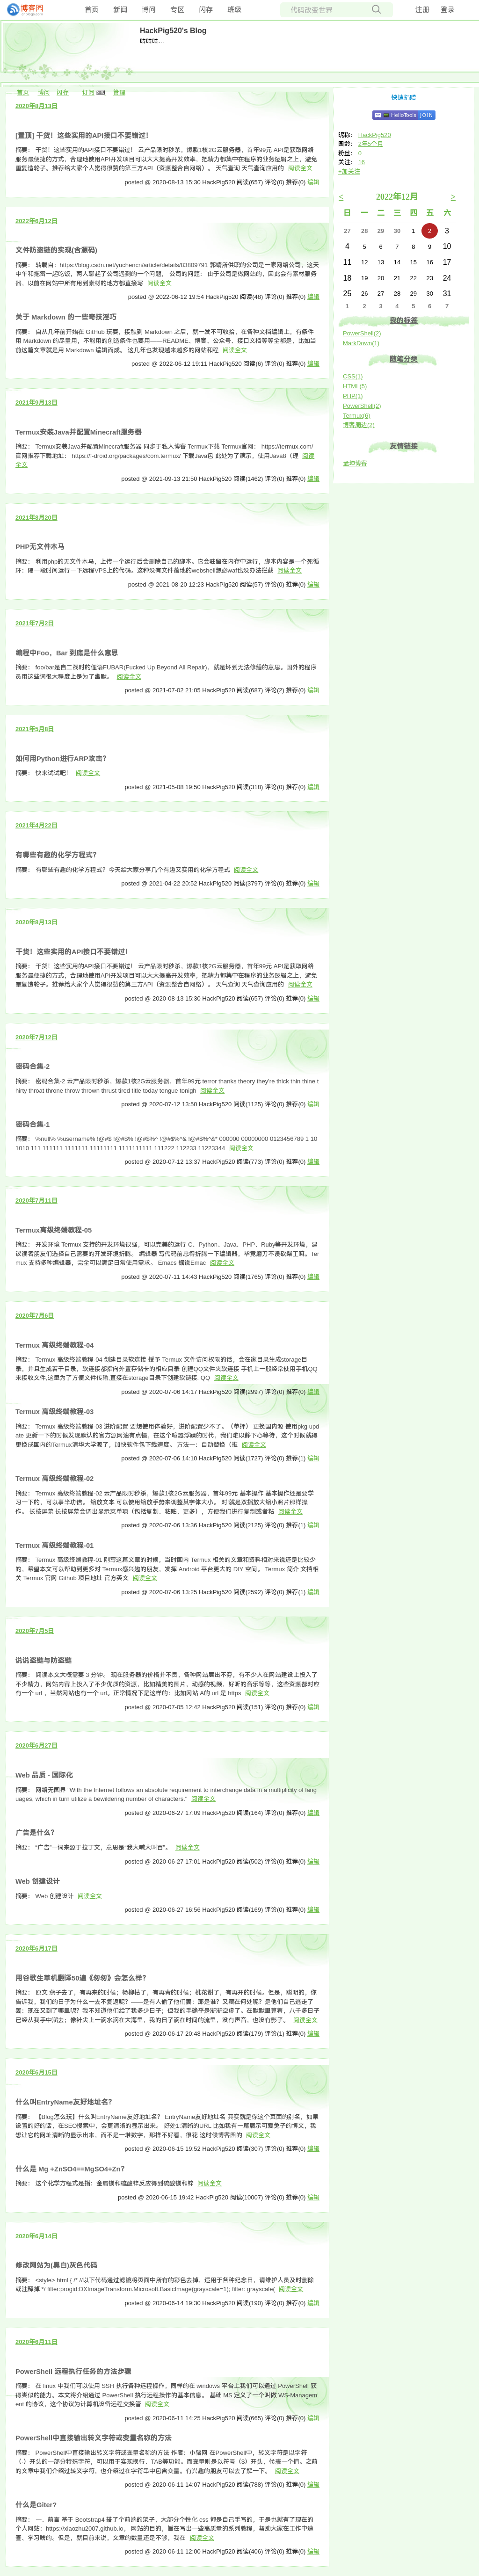 博客园
首页
新闻
博问
专区
闪存
班级
代码改变世界
注册
登录
HackPig520's Blog
咕咕咕....
首页
博问
闪存
订阅
管理
2020年8月13日
[置顶] 干货！这些实用的API接口不要错过！
摘要： 干货！这些实用的API接口不要错过！ 云产品限时秒杀，爆款1核2G云服务器，首年99元 API是获取网络
服务最便捷的方式，合理地使用API开发项目可以大大提高开发效率，把精力都集中在程序的业务逻辑之上，避免
重复造轮子。推荐给大家个人觉得很赞的第三方API（资源整合自网络）。 天气查询 天气查询应用的 阅读全文
posted @ 2020-08-13 15:30 HackPig520 阅读(657) 评论(0) 推荐(0) 编辑
2022年6月12日
文件防盗链的实现(含源码)
摘要： 转载自：https://blog.csdn.net/yuchencn/article/details/83809791 郭靖所供职的公司是一家网络公司，这天
中午和拖蕾一起吃饭，两人聊起了公司遇到的一个问题， 公司的问题： 由于公司是做网站的，因此会有素材服务
器，以前在网站中所有用到素材的地方都直接写 阅读全文
posted @ 2022-06-12 19:54 HackPig520 阅读(48) 评论(0) 推荐(0) 编辑
关于 Markdown 的一些奇技淫巧
摘要： 自从几年前开始在 GitHub 玩耍，接触到 Markdown 之后，就一发不可收拾，在各种文档编辑上，有条件
用 Markdown 的尽量用，不能用的创造条件也要用——README、博客、公众号、接口文档等等全都是，比如当
前这篇文章就是用 Markdown 编辑而成。 这几年也发现越来越多的网站和程 阅读全文
posted @ 2022-06-12 19:11 HackPig520 阅读(6) 评论(0) 推荐(0) 编辑
2021年9月13日
Termux安装Java并配置Minecraft服务器
摘要： Termux安装Java并配置Minecraft服务器 同步于私人博客 Termux下载 Termux官网： https://termux.com/
官网推荐下载地址： https://f-droid.org/packages/com.termux/ 下载Java包 此处为了演示，使用Java8（建 阅读
全文
posted @ 2021-09-13 21:50 HackPig520 阅读(1462) 评论(0) 推荐(0) 编辑
2021年8月20日
PHP无文件木马
摘要： 利用php的无文件木马，上传一个运行后会删除自己的脚本。它会驻留在内存中运行，脚本内容是一个死循
环；隔一段时间运行一下远程VPS上的代码。这种没有文件落地的webshell想必waf也没办法拦截 阅读全文
posted @ 2021-08-20 12:23 HackPig520 阅读(57) 评论(0) 推荐(0) 编辑
2021年7月2日
编程中Foo，Bar 到底是什么意思
摘要： foo/bar是自二战时的俚语FUBAR(Fucked Up Beyond All Repair)，就是坏到无法修缮的意思。国外的程序
员用这些词很大程度上是为了幽默。 阅读全文
posted @ 2021-07-02 21:05 HackPig520 阅读(687) 评论(2) 推荐(0) 编辑
2021年5月8日
如何用Python进行ARP攻击?
摘要： 快来试试吧！ 阅读全文
posted @ 2021-05-08 19:50 HackPig520 阅读(318) 评论(0) 推荐(0) 编辑
2021年4月22日
有哪些有趣的化学方程式?
摘要： 有哪些有趣的化学方程式？今天给大家分享几个有趣又实用的化学方程式 阅读全文
posted @ 2021-04-22 20:52 HackPig520 阅读(3797) 评论(0) 推荐(0) 编辑
2020年8月13日
干货！这些实用的API接口不要错过！
摘要： 干货！这些实用的API接口不要错过！ 云产品限时秒杀，爆款1核2G云服务器，首年99元 API是获取网络
服务最便捷的方式，合理地使用API开发项目可以大大提高开发效率，把精力都集中在程序的业务逻辑之上，避免
重复造轮子。推荐给大家个人觉得很赞的第三方API（资源整合自网络）。 天气查询 天气查询应用的 阅读全文
posted @ 2020-08-13 15:30 HackPig520 阅读(657) 评论(0) 推荐(0) 编辑
2020年7月12日
密码合集-2
摘要： 密码合集-2 云产品限时秒杀，爆款1核2G云服务器，首年99元 terror thanks theory they're thick thin thine t
hirty throat throne throw thrown thrust tired title today tongue tonigh 阅读全文
posted @ 2020-07-12 13:50 HackPig520 阅读(1125) 评论(0) 推荐(0) 编辑
密码合集-1
摘要： %null% %username% !@#$ !@#$% !@#$%^ !@#$%^& !@#$%^&* 000000 00000000 0123456789 1 10
1010 111 111111 1111111 11111111 1111111111 111222 112233 11223344 阅读全文
posted @ 2020-07-12 13:37 HackPig520 阅读(773) 评论(0) 推荐(0) 编辑
2020年7月11日
Termux高级终端教程-05
摘要： 开发环境 Termux 支持的开发环境很强，可以完美的运行 C、Python、Java、PHP、Ruby等开发环境，建
议读者朋友们选择自己需要的开发环境折腾。 编辑器 写代码前总得折腾一下编辑器，毕竟磨刀不误砍柴工嘛。Ter
mux 支持多种编辑器，完全可以满足日常使用需求。 Emacs 据说Emac 阅读全文
posted @ 2020-07-11 14:43 HackPig520 阅读(1765) 评论(0) 推荐(0) 编辑
2020年7月6日
Termux 高级终端教程-04
摘要： Termux 高级终端教程-04 创建目录软连接 授予 Termux 文件访问权限的话，会在家目录生成storage目
录，并且生成若干目录，软连接都指向外置存储卡的相应目录 创建QQ文件夹软连接 手机上一般经常使用手机QQ
来接收文件,这里为了方便文件传输,直接在storage目录下创建软链接. QQ 阅读全文
posted @ 2020-07-06 14:17 HackPig520 阅读(2997) 评论(0) 推荐(0) 编辑
Termux 高级终端教程-03
摘要： Termux 高级终端教程-03 进阶配置 要想使用体验好，进阶配置少不了。（单押） 更换国内源 使用pkg upd
ate 更新一下的时候发现默认的官方源网速有点慢，在这个喧嚣浮躁的时代，我们难以静下心等待，这个时候就得
更换成国内的Termux清华大学源了，加快软件包下载速度。 方法一：自动替换（推 阅读全文
posted @ 2020-07-06 14:10 HackPig520 阅读(1727) 评论(0) 推荐(1) 编辑
Termux 高级终端教程-02
摘要： Termux 高级终端教程-02 云产品限时秒杀，爆款1核2G云服务器，首年99元 基本操作 基本操作还是要学
习一下的，可以事半功倍。 缩放文本 可以使用缩放手势来调整其字体大小。 对!就是双指放大缩小照片那样操
作。 长按屏幕 长按屏幕会调出显示菜单项（包括复制、粘贴、更多），方便我们进行复制或者粘 阅读全文
posted @ 2020-07-06 13:36 HackPig520 阅读(2125) 评论(0) 推荐(1) 编辑
Termux 高级终端教程-01
摘要： Termux 高级终端教程-01 刚写这篇文章的时候，当时国内 Termux 相关的文章和资料相对来说还是比较少
的，希望本文可以帮助到更多对 Termux感兴趣的朋友，发挥 Android 平台更大的 DIY 空间。 Termux 简介 文档相
关 Termux 官网 Github 项目地址 官方英文 阅读全文
posted @ 2020-07-06 13:25 HackPig520 阅读(2592) 评论(0) 推荐(1) 编辑
2020年7月5日
说说盗链与防盗链
摘要： 阅读本文大概需要 3 分钟。 现在服务器的价格并不贵，各种网站层出不穷，有不少人在网站建设上投入了
不少精力，网站内容上投入了不少优质的资源，比如精美的图片，动感的视频，好听的音乐等等，这些资源都对应
有一个 url ，当然网站也有一个 url。正常情况下是这样的：比如网站 A的 url 是 https 阅读全文
posted @ 2020-07-05 12:42 HackPig520 阅读(151) 评论(0) 推荐(0) 编辑
2020年6月27日
Web 品质 - 国际化
摘要： 网络无国界 "With the Internet follows an absolute requirement to interchange data in a multiplicity of lang
uages, which in turn utilize a bewildering number of characters." 阅读全文
posted @ 2020-06-27 17:09 HackPig520 阅读(164) 评论(0) 推荐(0) 编辑
广告是什么?
摘要： “广告”一词来源于拉丁文，意思是“我大喊大叫百”。 阅读全文
posted @ 2020-06-27 17:01 HackPig520 阅读(502) 评论(0) 推荐(0) 编辑
Web 创建设计
摘要： Web 创建设计 阅读全文
posted @ 2020-06-27 16:56 HackPig520 阅读(169) 评论(0) 推荐(0) 编辑
2020年6月17日
用谷歌生草机翻译50遍《匆匆》会怎么样?
摘要： 原文 燕子去了，有再来的时候；杨柳枯了，有再青的时候；桃花谢了，有再开的时候。但是，聪明的，你
告诉我，我们的日子为什么一去不复返呢？——是有人偷了他们罢：那是谁？又藏在何处呢？是他们自己逃走了
罢：现在又到了哪里呢？我不知道他们给了我多少日子；但我的手确乎是渐渐空虚了。在默默里算着，八千多日子
已经从我手中溜去；像针尖上一滴水滴在大海里，我的日子滴在时间的流里，没有声音，也没有影子。 阅读全文
posted @ 2020-06-17 20:48 HackPig520 阅读(179) 评论(1) 推荐(0) 编辑
2020年6月15日
什么叫EntryName友好地址名?
摘要： 【Blog怎么玩】什么叫EntryName友好地址名？ EntryName友好地址名 其实就是你这个页面的别名，如果
设置的好的话，在SEO搜索中，会更清晰的显示出来。 好处1:清晰的URL 比如我有一篇展示可爱兔子的博文，我
想让它的网址清晰的显示出来，而不是一堆数字，那样不好看。很花 这时候博客园的 阅读全文
posted @ 2020-06-15 19:52 HackPig520 阅读(307) 评论(0) 推荐(0) 编辑
什么是 Mg +ZnSO4==MgSO4+Zn?
摘要： 这个化学方程式是指：金属镁和硫酸锌反应得到硫酸镁和锌 阅读全文
posted @ 2020-06-15 19:42 HackPig520 阅读(10007) 评论(0) 推荐(0) 编辑
2020年6月14日
修改网站为(黑白)灰色代码
摘要： <style> html { /* //以下代码通过滤镜将页面中所有的彩色去掉，适用于各种纪念日，请维护人员及时删除
或注释掉 */ filter:progid:DXImageTransform.Microsoft.BasicImage(grayscale=1); filter: grayscale( 阅读全文
posted @ 2020-06-14 19:30 HackPig520 阅读(190) 评论(0) 推荐(0) 编辑
2020年6月11日
PowerShell 远程执行任务的方法步骤
摘要： 在 linux 中我们可以使用 SSH 执行各种远程操作，同样的在 windows 平台上我们可以通过 PowerShell 获
得类似的能力。本文将介绍通过 PowerShell 执行远程操作的基本信息。 基础 MS 定义了一个叫做 WS-Managem
ent 的协议，这个协议为计算机设备远程交换管 阅读全文
posted @ 2020-06-11 14:25 HackPig520 阅读(665) 评论(0) 推荐(0) 编辑
PowerShell中直接输出转义字符或变量名称的方法
摘要： PowerShell中直接输出转义字符或变量名称的方法 作者：小猪网 在PowerShell中，转义字符是以字符
（·）开头的一部分特殊字符，可以用于实现换行、TAB等功能。而变量则是以符号（$）开头，代表一个值。之前的
的文章中我们介绍过转义字符，也介绍过在字符串中包含变量。有兴趣的朋友可以去了解一下。 阅读全文
posted @ 2020-06-11 14:07 HackPig520 阅读(788) 评论(0) 推荐(0) 编辑
什么是Giter?
摘要： 一、前言 基于 Bootstrap4 搭了个前端的架子，大部分个性化 css 都是自己手写的，于是也就有了现在的
个人网站：https://xiaozhu2007.github.io， 网站的目的，旨在写出一些高质量的系列教程，帮助大家在工作中速
查、学习啥的。但是，就目前来说，文章的数量还是不够，我在 阅读全文
posted @ 2020-06-11 12:00 HackPig520 阅读(406) 评论(0) 推荐(0) 编辑
快速捐赠
HelloTools JOIN
昵称： HackPig520
园龄： 2年5个月
粉丝： 0
关注： 16
+加关注
< 2022年12月 >
日 一 二 三 四 五 六
27 28 29 30 1 2 3
4 5 6 7 8 9 10
11 12 13 14 15 16 17
18 19 20 21 22 23 24
25 26 27 28 29 30 31
1 2 3 4 5 6 7
我的标签
PowerShell(2)
MarkDown(1)
随笔分类
CSS(1)
HTML(5)
PHP(1)
PowerShell(2)
Termux(6)
博客周边(2)
友情链接
孟坤博客